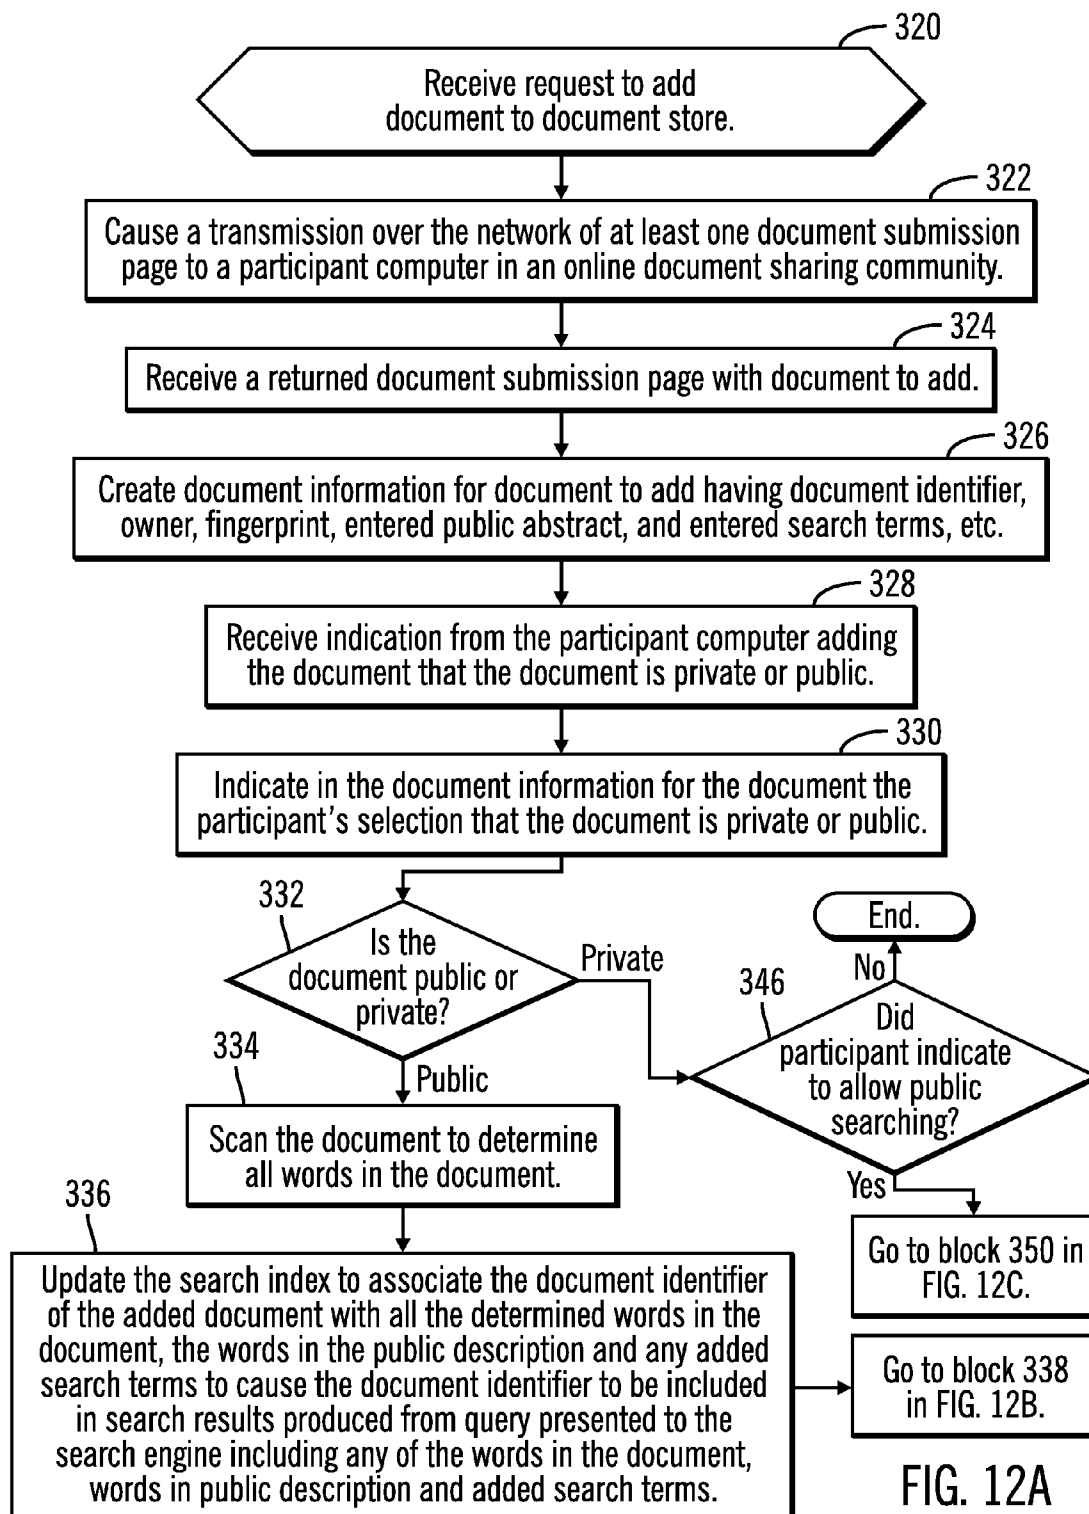 320
Receive request to add
document to document store.
322
Cause a transmission over the network of at least one document submission
page to a participant computer in an online document sharing community.
324
Receive a returned document submission page with document to add.
326
Create document information for document to add having document identifier,
owner, fingerprint, entered public abstract, and entered search terms, etc.
328
Receive indication from the participant computer adding
the document that the document is private or public.
330
Indicate in the document information for the document the
participant's selection that the document is private or public.
332
Is the
document public or
private?
Private
Public
End.
No
346
Did
participant indicate
to allow public
searching?
Yes
Go to block 350 in
FIG. 12C.
334
Scan the document to determine
all words in the document.
336
Update the search index to associate the document identifier
of the added document with all the determined words in the
document, the words in the public description and any added
search terms to cause the document identifier to be included
in search results produced from query presented to the
search engine including any of the words in the document,
words in public description and added search terms.
Go to block 338
in FIG. 12B.
FIG. 12A